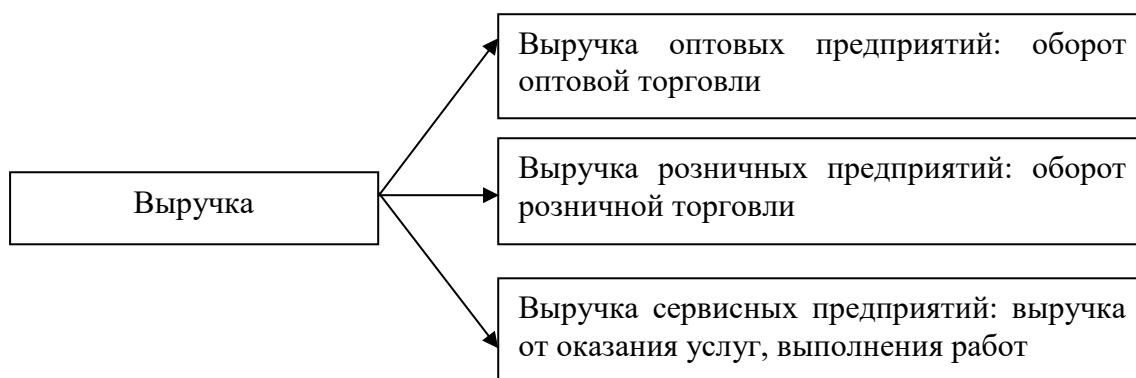 Выручка оптовых предприятий: оборот
оптовой торговли
Выручка розничных предприятий: оборот
розничной торговли
Выручка
Выручка сервисных предприятий: выручка
от оказания услуг, выполнения работ